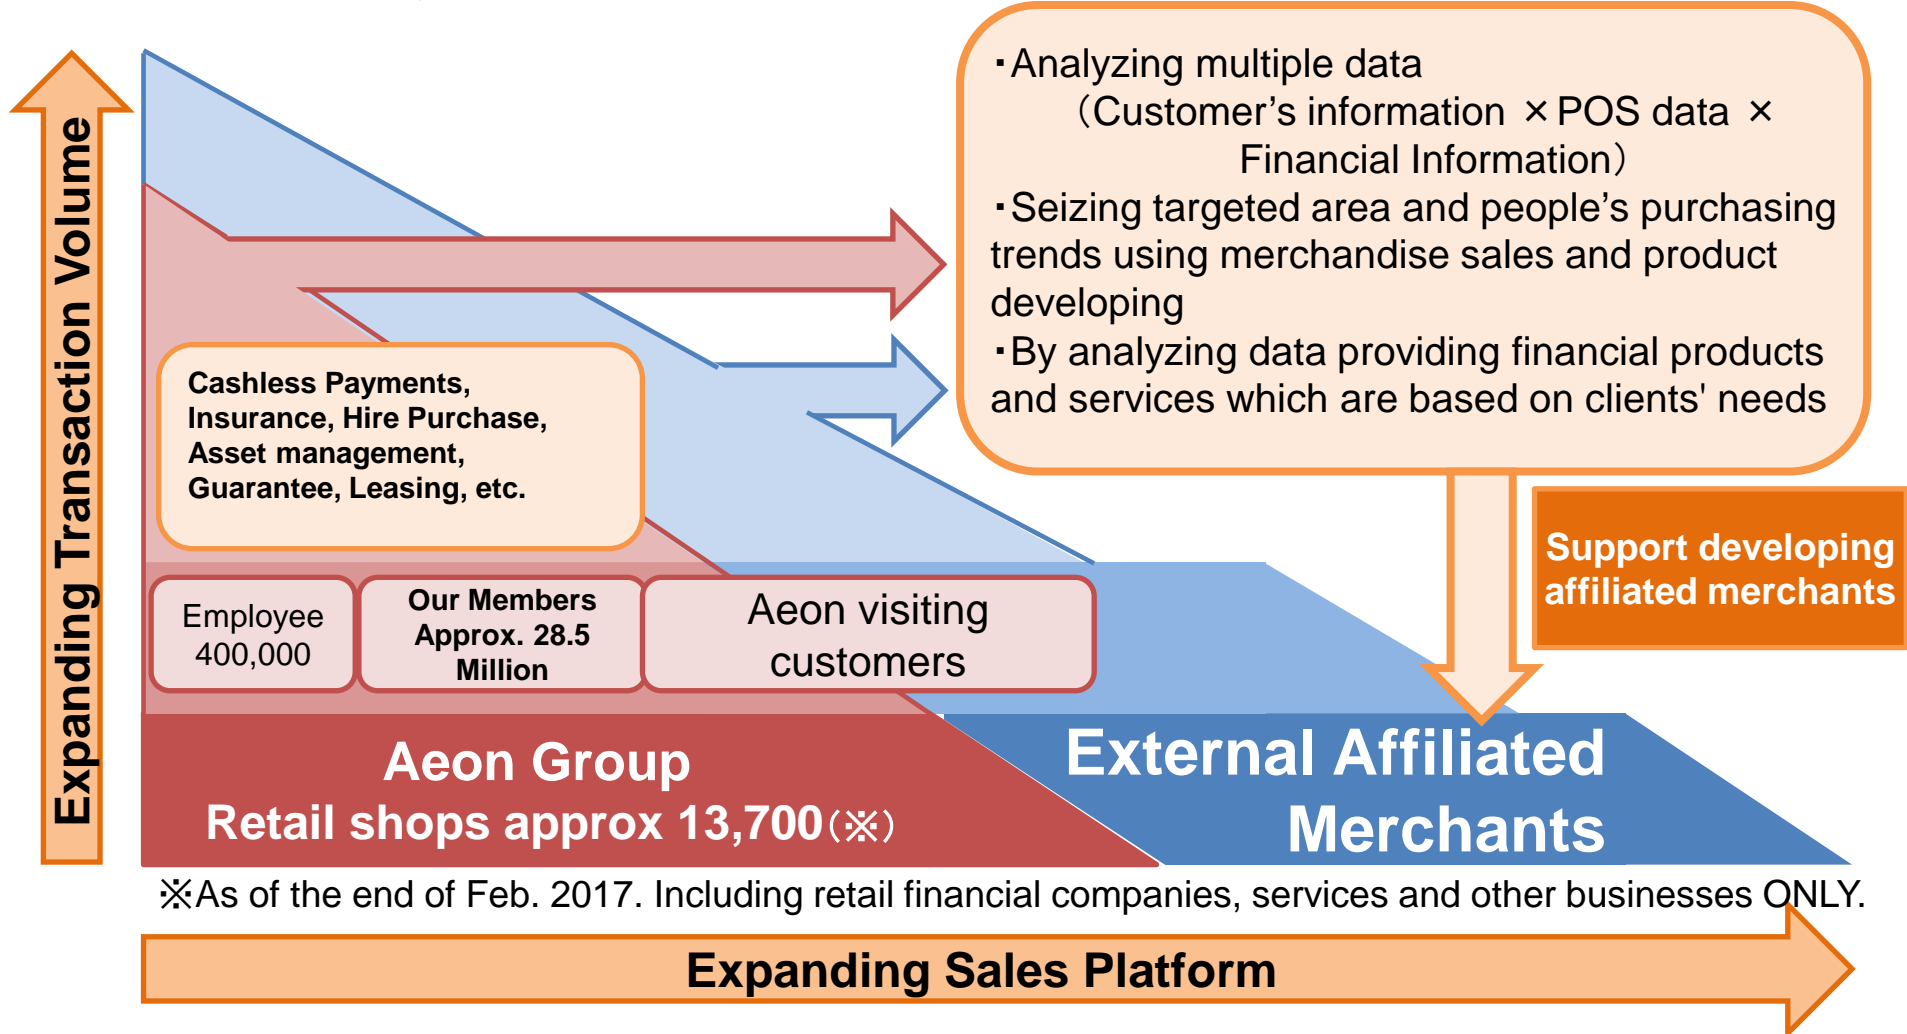 Expanding Transaction Volume
・Analyzing multiple data
（Customer’s information ×POS data ×
Financial Information）
・Seizing targeted area and people’s purchasing
trends using merchandise sales and product
developing
・By analyzing data providing financial products
and services which are based on clients' needs
Cashless Payments,
Insurance, Hire Purchase,
Asset management,
Guarantee, Leasing, etc.
Support developing
affiliated merchants
Employee
400,000
Our Members
Approx. 28.5
Million
Aeon visiting
customers
Aeon Group
Retail shops approx 13,700（※）
External Affiliated
Merchants
※As of the end of Feb. 2017. Including retail financial companies, services and other businesses ONLY.
Expanding Sales Platform